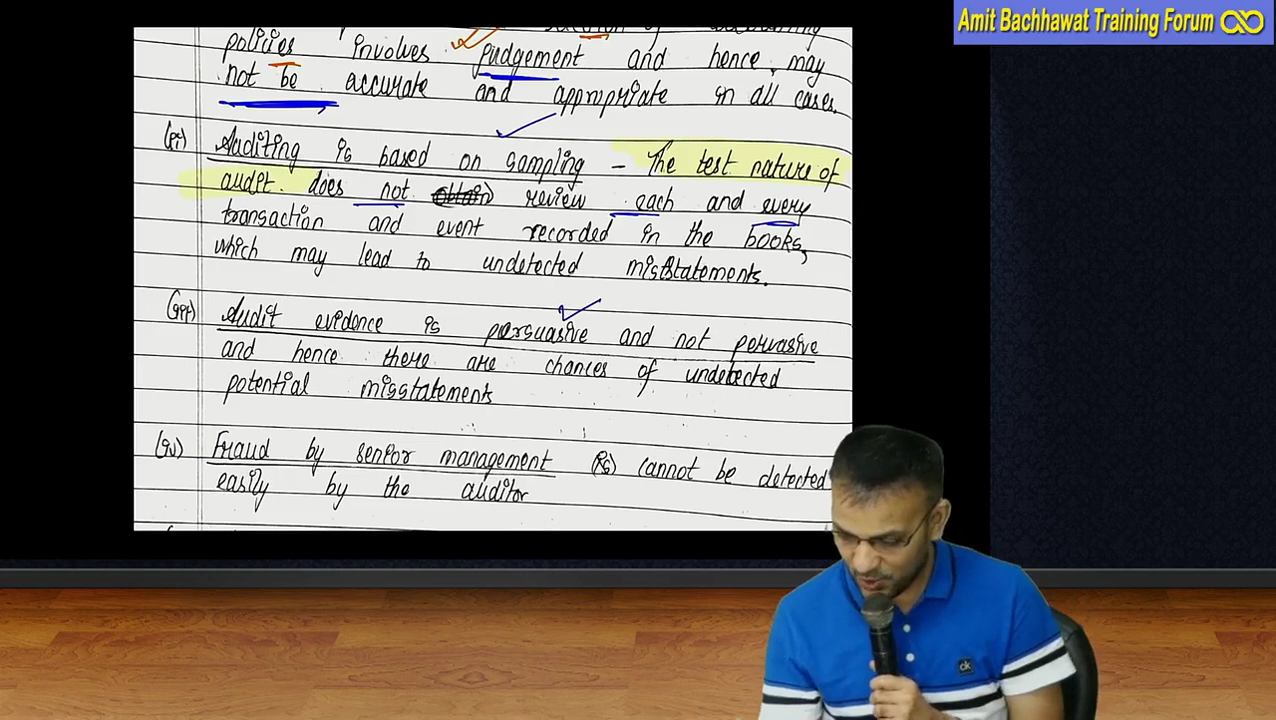 Amit Bachhawat Training Forum
policies involves judgement and hence may
not be accurate and appropriate in all cases.
(ii) Auditing is based on sampling – The test nature of
audit does not review each and every
transaction and event recorded in the books,
which may lead to undetected misstatements.
(iii) Audit evidence is persuasive and not pervasive
and hence there are chances of undetected
potential misstatements
(iv) Fraud by senior management (is) cannot be detected
easily by the auditor